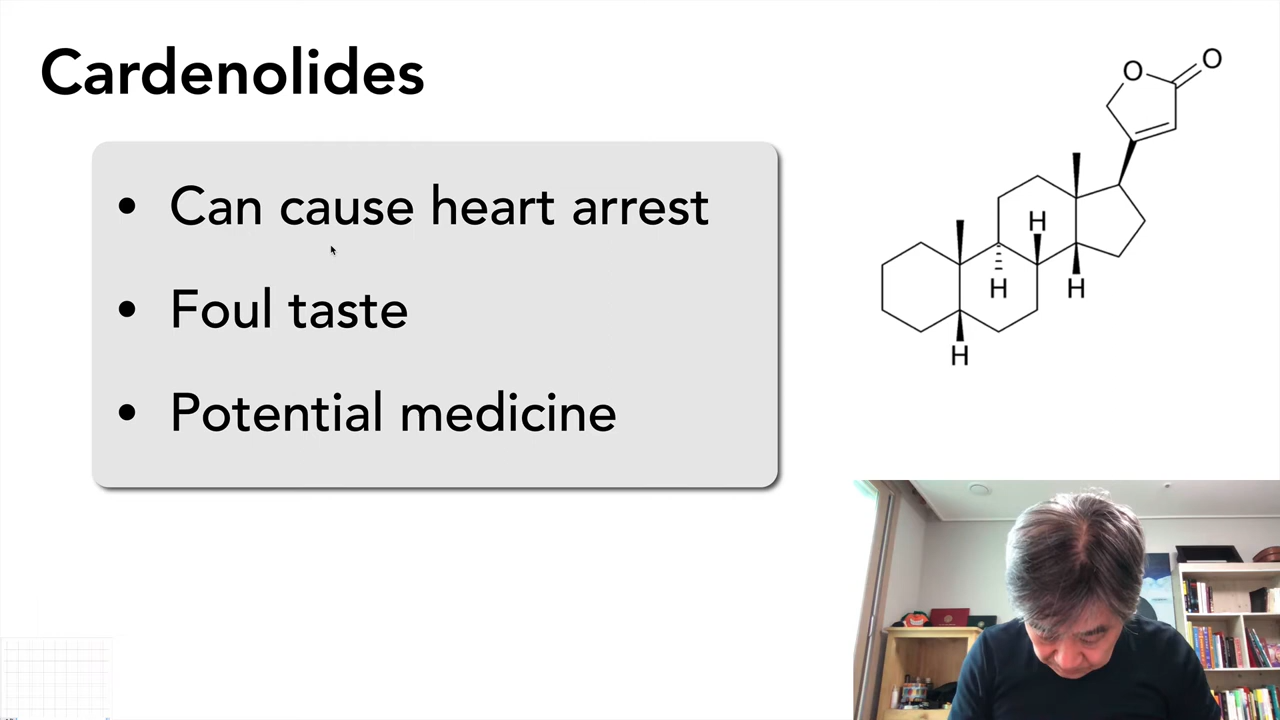 Cardenolides
• Can cause heart arrest
• Foul taste
• Potential medicine
O
O
H
H
H
H